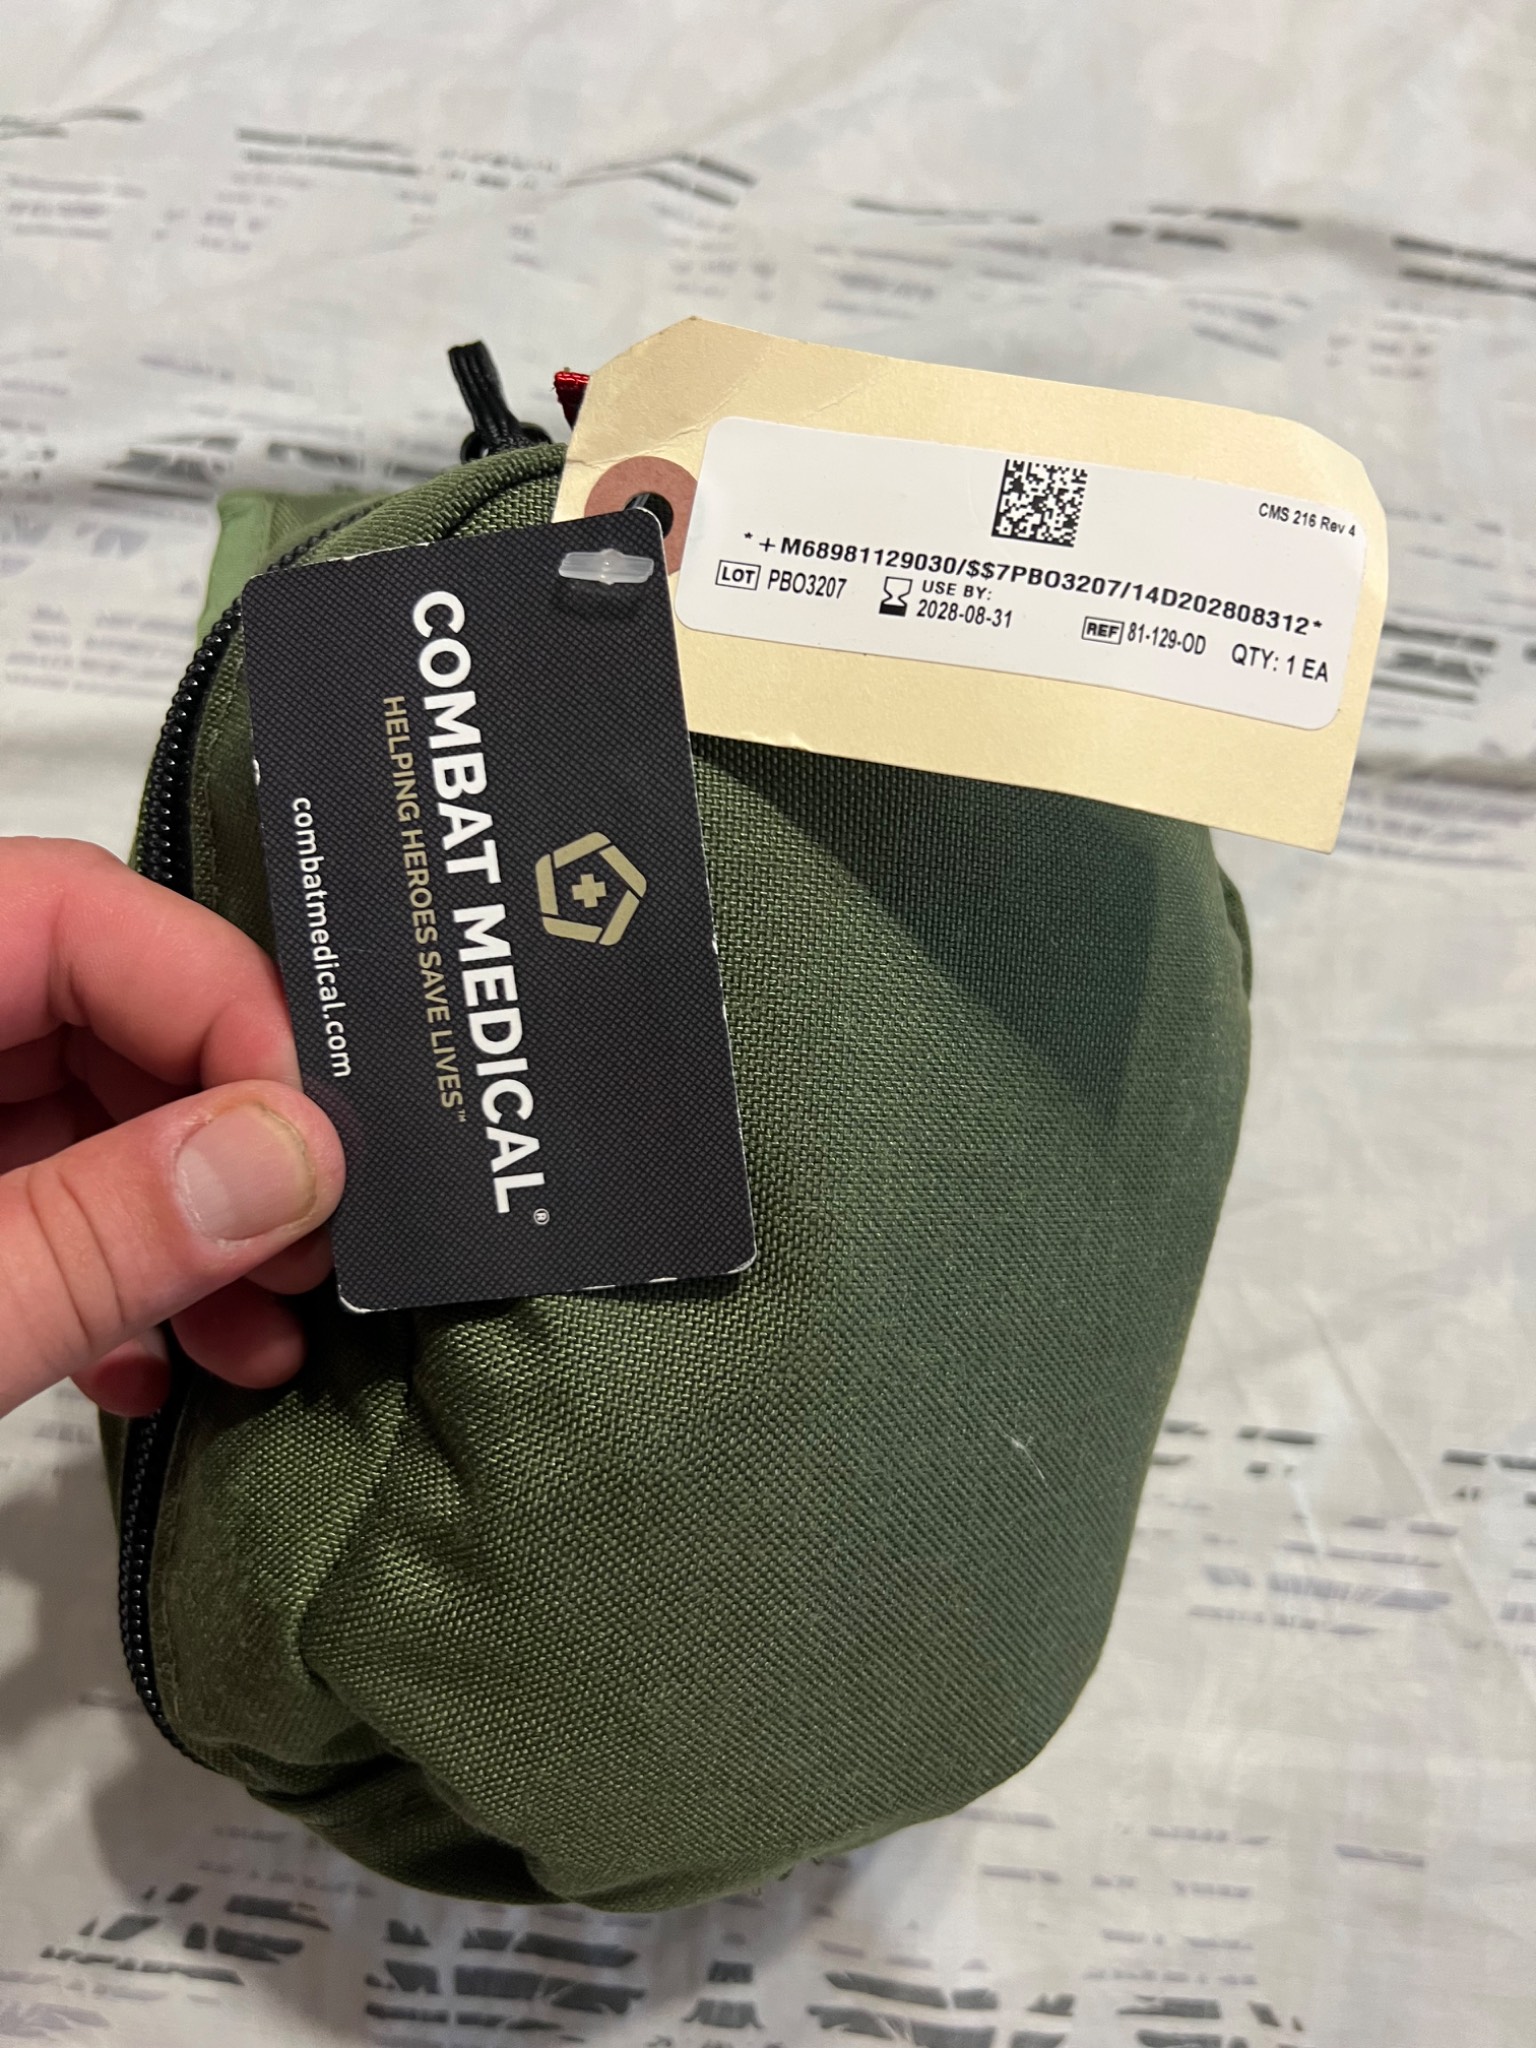 CMS 216 Rev 4
*+M68981129030/$$7PBO3207/14D202808312*
LOT PBO3207
USE BY:
2028-08-31
REF 81-129-OD
QTY: 1 EA
COMBAT MEDICAL®
HELPING HEROES SAVE LIVES™
combatmedical.com